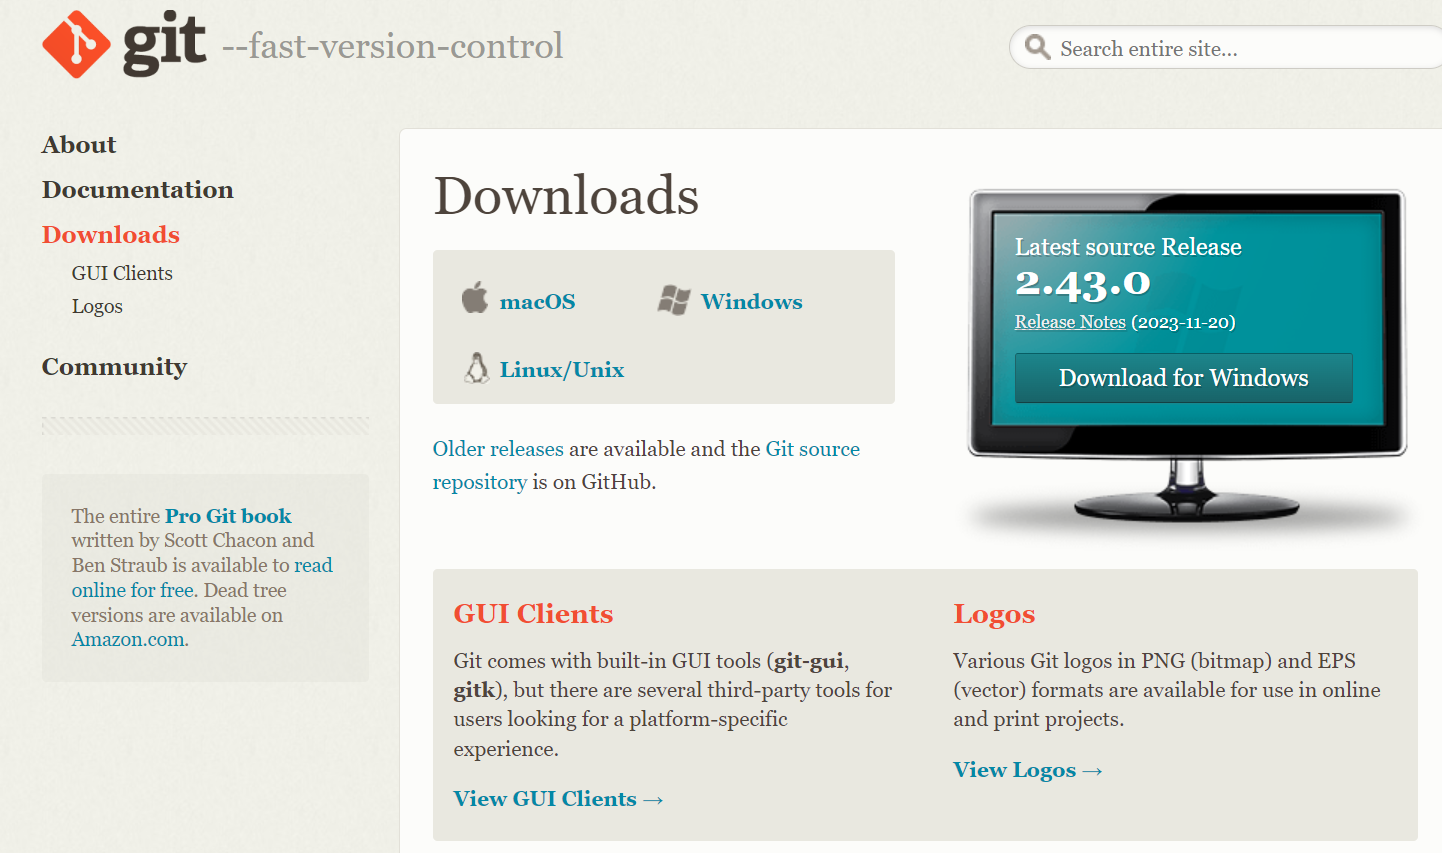 git --fast-version-control
Search entire site...
About
Documentation
Downloads
GUI Clients
Logos
Community
The entire Pro Git book
written by Scott Chacon and
Ben Straub is available to read
online for free. Dead tree
versions are available on
Amazon.com.
Downloads
macOS
Windows
Linux/Unix
Older releases are available and the Git source
repository is on GitHub.
Latest source Release
2.43.0
Release Notes (2023-11-20)
Download for Windows
GUI Clients
Git comes with built-in GUI tools (git-gui,
gitk), but there are several third-party tools for
users looking for a platform-specific
experience.
View GUI Clients →
Logos
Various Git logos in PNG (bitmap) and EPS
(vector) formats are available for use in online
and print projects.
View Logos →